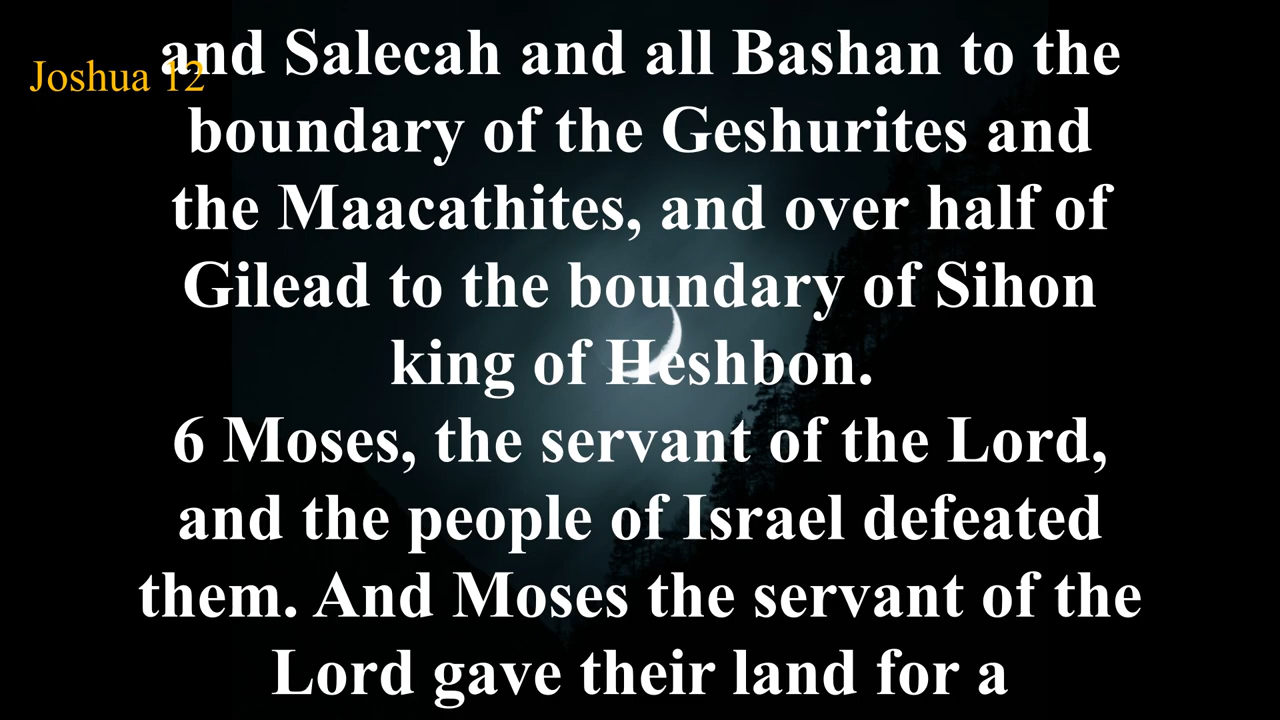 Joshua 12
and Salecah and all Bashan to the
boundary of the Geshurites and
the Maacathites, and over half of
Gilead to the boundary of Sihon
king of Heshbon.
6 Moses, the servant of the Lord,
and the people of Israel defeated
them. And Moses the servant of the
Lord gave their land for a